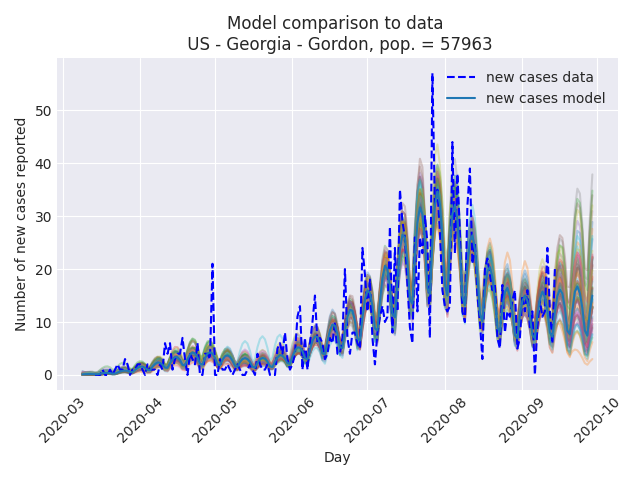 Model comparison to data
US - Georgia - Gordon, pop. = 57963
new cases data
new cases model
Number of new cases reported
50
40
30
20
10
0
2020-03
2020-04
2020-05
2020-06
2020-07
2020-08
2020-09
2020-10
Day